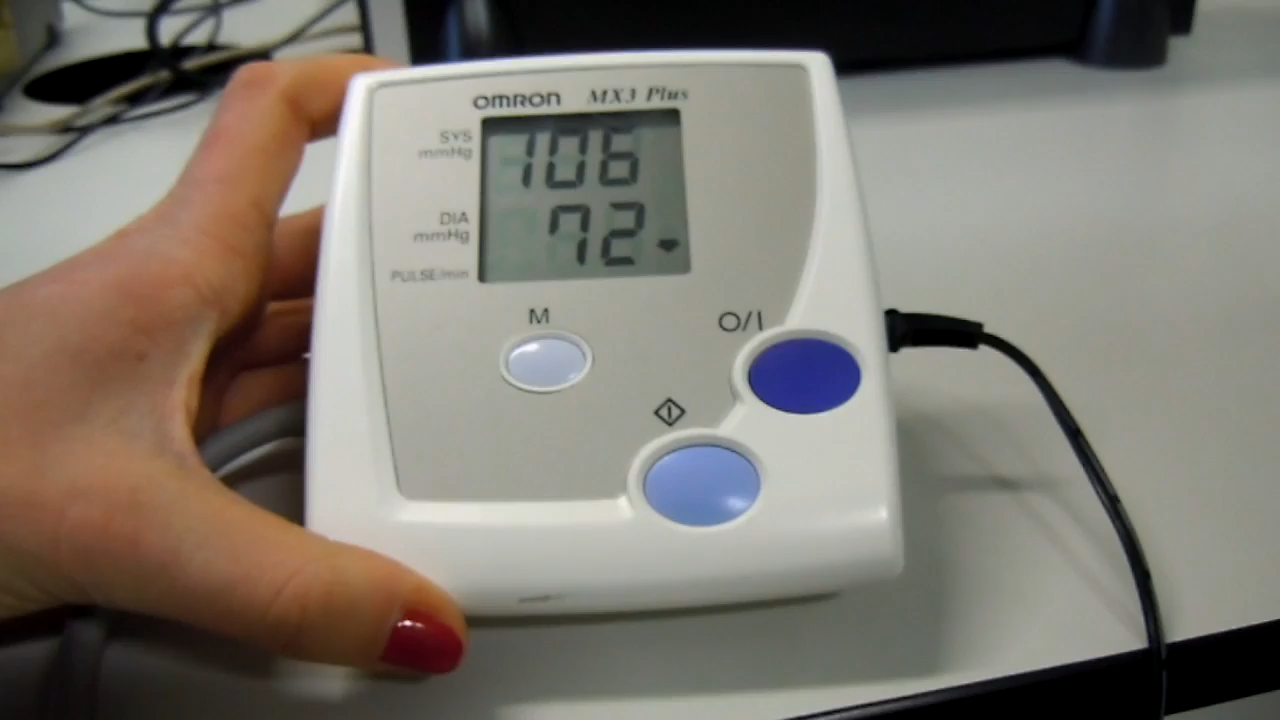 OMRON MX3 Plus
SYS
mmHg
106
DIA
mmHg
72
PULSE/min
M
O/I